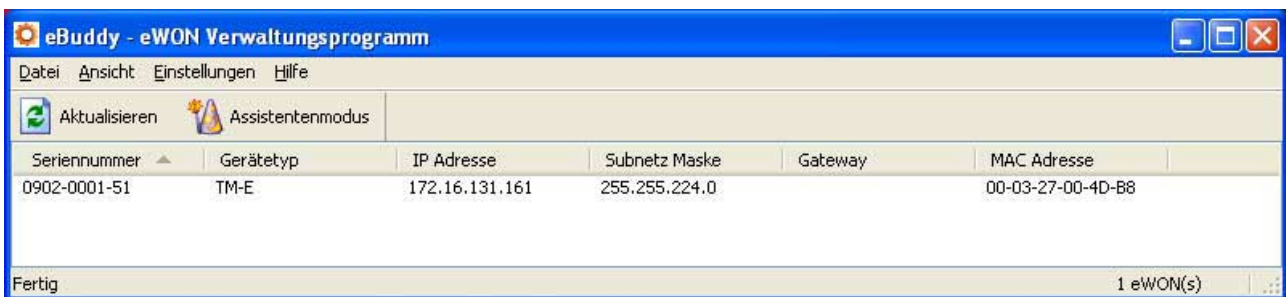 eBuddy - eWON Verwaltungsprogramm
Datei Ansicht Einstellungen Hilfe
Aktualisieren Assistentenmodus
Seriennummer Gerätetyp IP Adresse Subnetz Maske Gateway MAC Adresse
0902-0001-51 TM-E 172.16.131.161 255.255.224.0 00-03-27-00-4D-B8
Fertig 1 eWON(s)